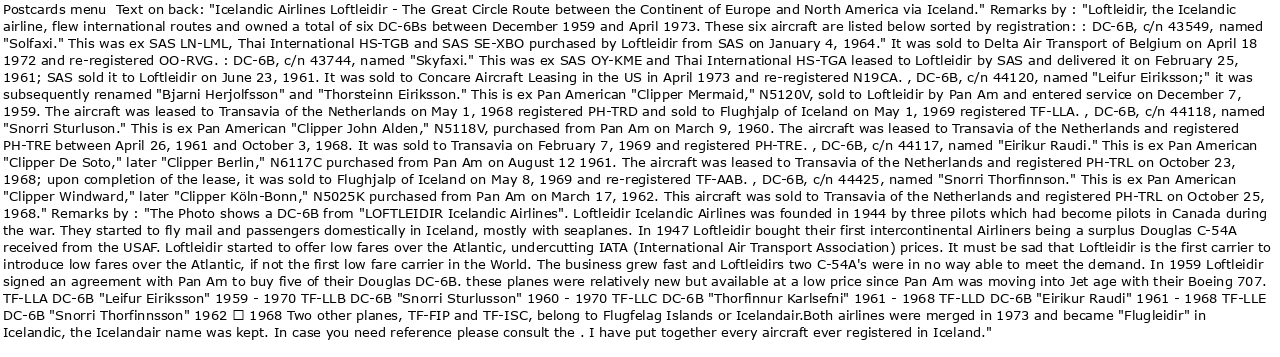 Postcards menu  Text on back: "Icelandic Airlines Loftleidir - The Great Circle Route between the Continent of Europe and North America via Iceland." Remarks by : "Loftleidir, the Icelandic
airline, flew international routes and owned a total of six DC-6Bs between December 1959 and April 1973. These six aircraft are listed below sorted by registration: : DC-6B, c/n 43549, named
"Solfaxi." This was ex SAS LN-LML, Thai International HS-TGB and SAS SE-XBO purchased by Loftleidir from SAS on January 4, 1964." It was sold to Delta Air Transport of Belgium on April 18
1972 and re-registered OO-RVG. : DC-6B, c/n 43744, named "Skyfaxi." This was ex SAS OY-KME and Thai International HS-TGA leased to Loftleidir by SAS and delivered it on February 25,
1961; SAS sold it to Loftleidir on June 23, 1961. It was sold to Concare Aircraft Leasing in the US in April 1973 and re-registered N19CA. , DC-6B, c/n 44120, named "Leifur Eiriksson;" it was
subsequently renamed "Bjarni Herjolfsson" and "Thorsteinn Eiriksson." This is ex Pan American "Clipper Mermaid," N5120V, sold to Loftleidir by Pan Am and entered service on December 7,
1959. The aircraft was leased to Transavia of the Netherlands on May 1, 1968 registered PH-TRD and sold to Flughjalp of Iceland on May 1, 1969 registered TF-LLA. , DC-6B, c/n 44118, named
"Snorri Sturluson." This is ex Pan American "Clipper John Alden," N5118V, purchased from Pan Am on March 9, 1960. The aircraft was leased to Transavia of the Netherlands and registered
PH-TRE between April 26, 1961 and October 3, 1968. It was sold to Transavia on February 7, 1969 and registered PH-TRE. , DC-6B, c/n 44117, named "Eirikur Raudi." This is ex Pan American
"Clipper De Soto," later "Clipper Berlin," N6117C purchased from Pan Am on August 12 1961. The aircraft was leased to Transavia of the Netherlands and registered PH-TRL on October 23,
1968; upon completion of the lease, it was sold to Flughjalp of Iceland on May 8, 1969 and re-registered TF-AAB. , DC-6B, c/n 44425, named "Snorri Thorfinnson." This is ex Pan American
"Clipper Windward," later "Clipper Köln-Bonn," N5025K purchased from Pan Am on March 17, 1962. This aircraft was sold to Transavia of the Netherlands and registered PH-TRL on October 25,
1968." Remarks by : "The Photo shows a DC-6B from "LOFTLEIDIR Icelandic Airlines". Loftleidir Icelandic Airlines was founded in 1944 by three pilots which had become pilots in Canada during
the war. They started to fly mail and passengers domestically in Iceland, mostly with seaplanes. In 1947 Loftleidir bought their first intercontinental Airliners being a surplus Douglas C-54A
received from the USAF. Loftleidir started to offer low fares over the Atlantic, undercutting IATA (International Air Transport Association) prices. It must be sad that Loftleidir is the first carrier to
introduce low fares over the Atlantic, if not the first low fare carrier in the World. The business grew fast and Loftleidirs two C-54A's were in no way able to meet the demand. In 1959 Loftleidir
signed an agreement with Pan Am to buy five of their Douglas DC-6B. these planes were relatively new but available at a low price since Pan Am was moving into Jet age with their Boeing 707.
TF-LLA DC-6B "Leifur Eiriksson" 1959 - 1970 TF-LLB DC-6B "Snorri Sturlusson" 1960 - 1970 TF-LLC DC-6B "Thorfinnur Karlsefni" 1961 - 1968 TF-LLD DC-6B "Eirikur Raudi" 1961 - 1968 TF-LLE
DC-6B "Snorri Thorfinnsson" 1962 □ 1968 Two other planes, TF-FIP and TF-ISC, belong to Flugfelag Islands or Icelandair.Both airlines were merged in 1973 and became "Flugleidir" in
Icelandic, the Icelandair name was kept. In case you need reference please consult the . I have put together every aircraft ever registered in Iceland."